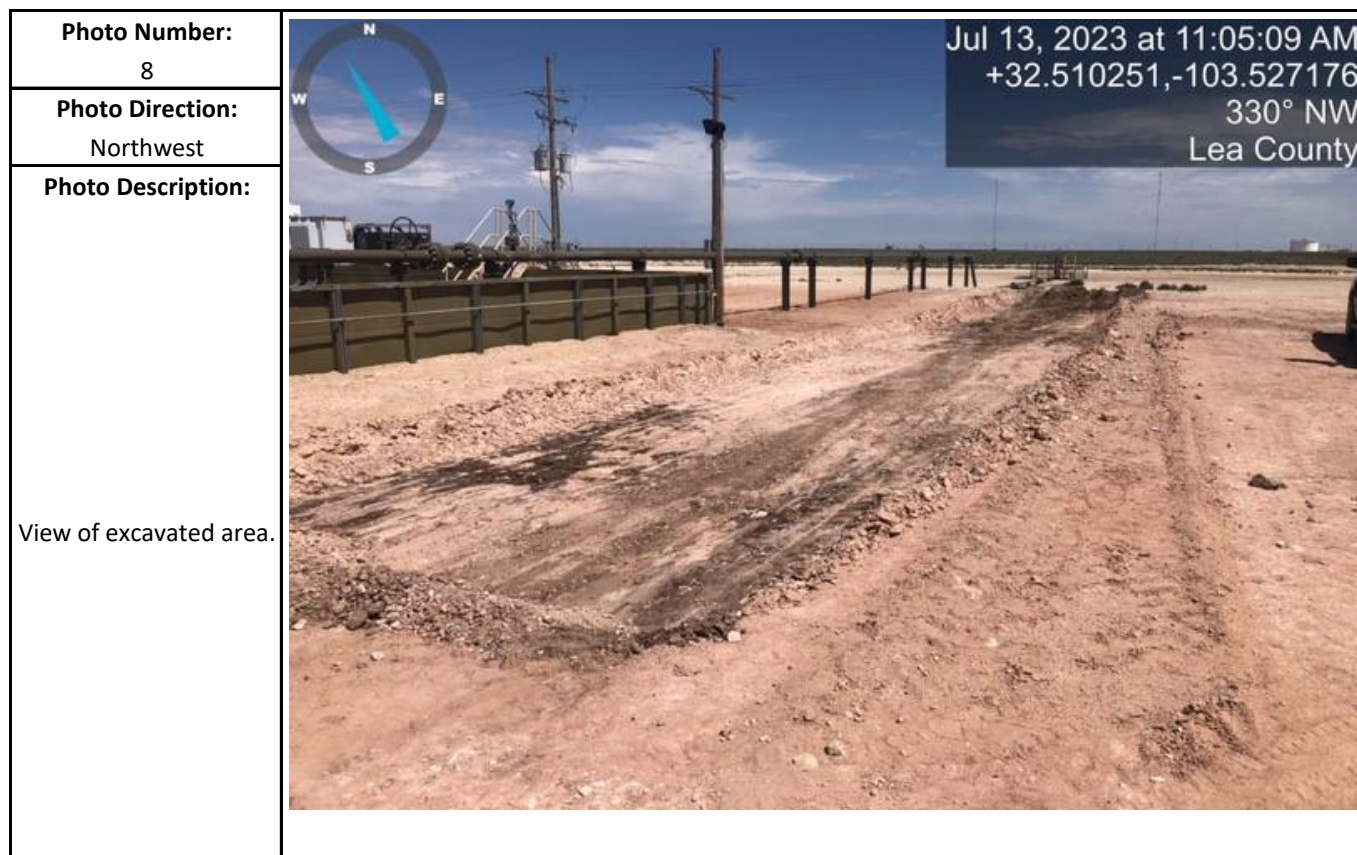 Photo Number:
8
Photo Direction:
Northwest
Photo Description:
View of excavated area.
N
W
E
S
Jul 13, 2023 at 11:05:09 AM
+32.510251,-103.527176
330° NW
Lea County